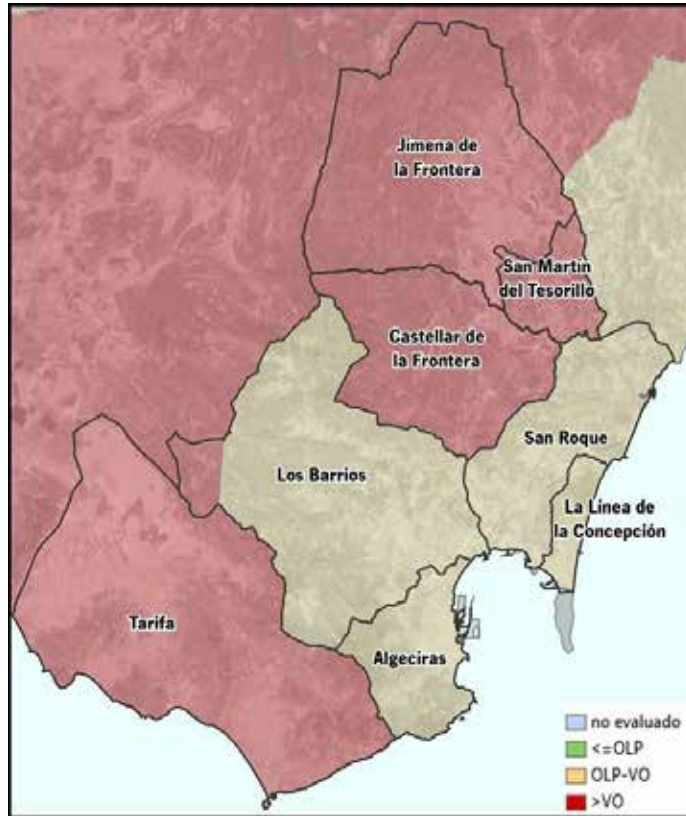 Jimena de
la Frontera
San Martín
del Tesorillo
Castellar de
la Frontera
San Roque
Los Barrios
La Línea de
la Concepción
Tarifa
Algeciras
no evaluado
<=OLP
OLP-VO
>VO